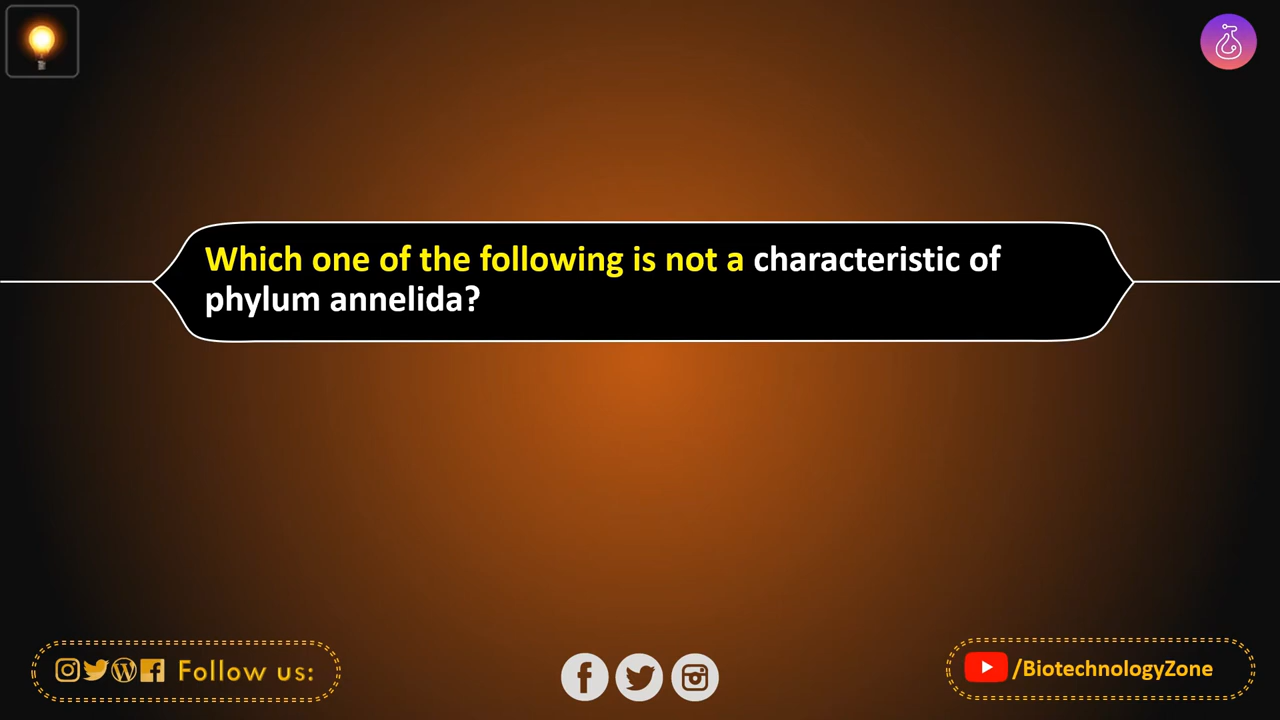 Which one of the following is not a characteristic of
phylum annelida?
Follow us:
/BiotechnologyZone